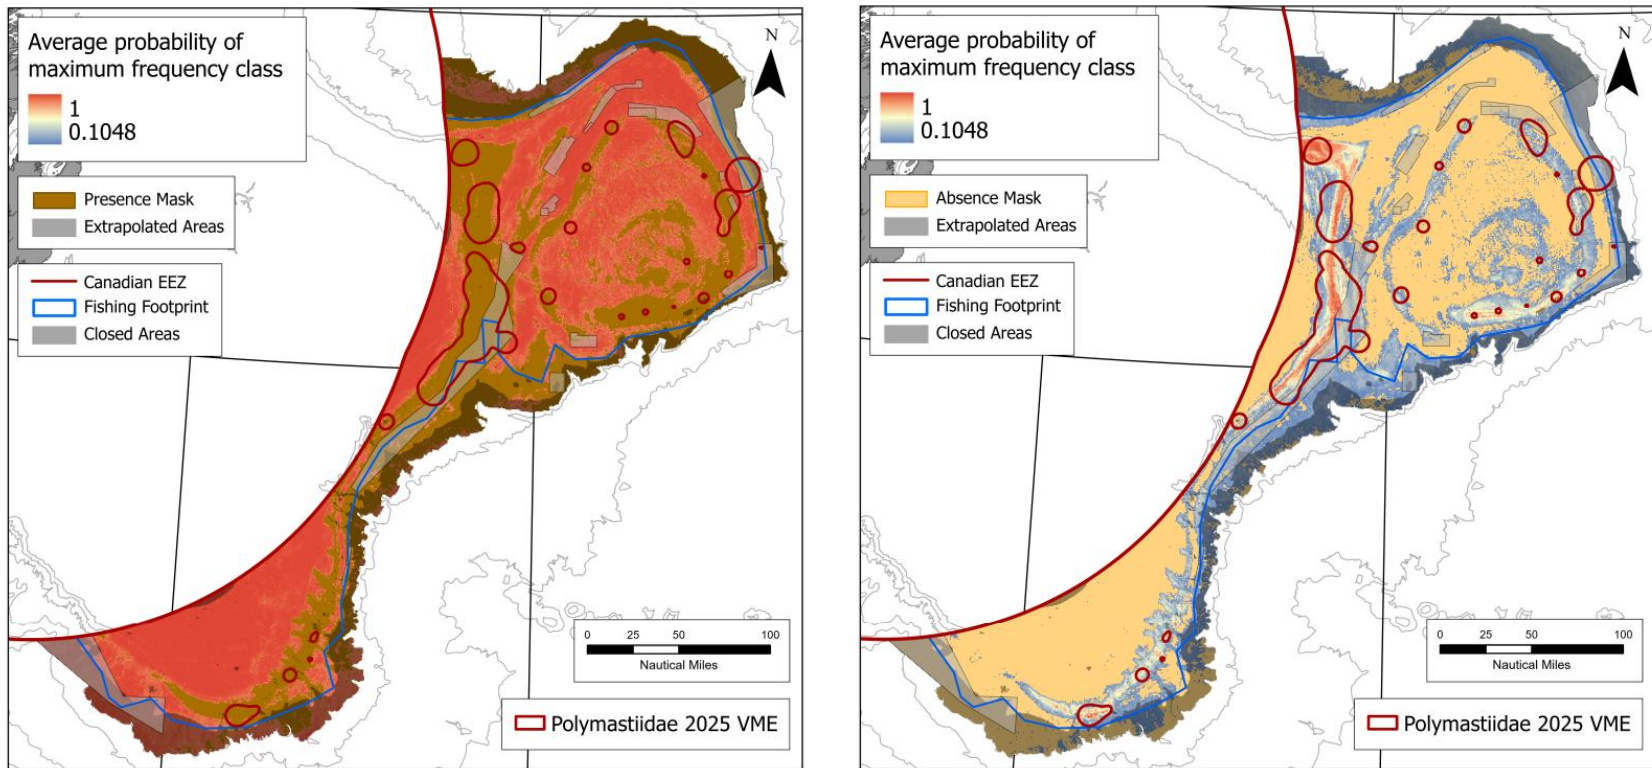 Average probability of
maximum frequency class
1
0.1048
Presence Mask
Extrapolated Areas
Canadian EEZ
Fishing Footprint
Closed Areas
N
0 25 50 100
Nautical Miles
Polymastiidae 2025 VME
Average probability of
maximum frequency class
1
0.1048
Absence Mask
Extrapolated Areas
Canadian EEZ
Fishing Footprint
Closed Areas
N
0 25 50 100
Nautical Miles
Polymastiidae 2025 VME